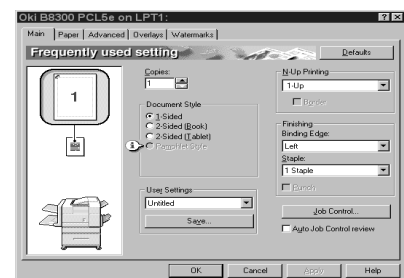 Oki B8300 PCL5e on LPT1:
Main
Paper
Advanced
Overlays
Watermarks
Frequently used setting
Defaults
1
Copies:
1
Document Style
1-Sided
2-Sided (Book)
2-Sided (Tablet)
Pamphlet Style
User Settings
Untitled
Save...
N-Up Printing
1-Up
Border
Finishing
Binding Edge:
Left
Staple:
1 Staple
Punch
Job Control...
Auto Job Control review
OK
Cancel
Apply
Help